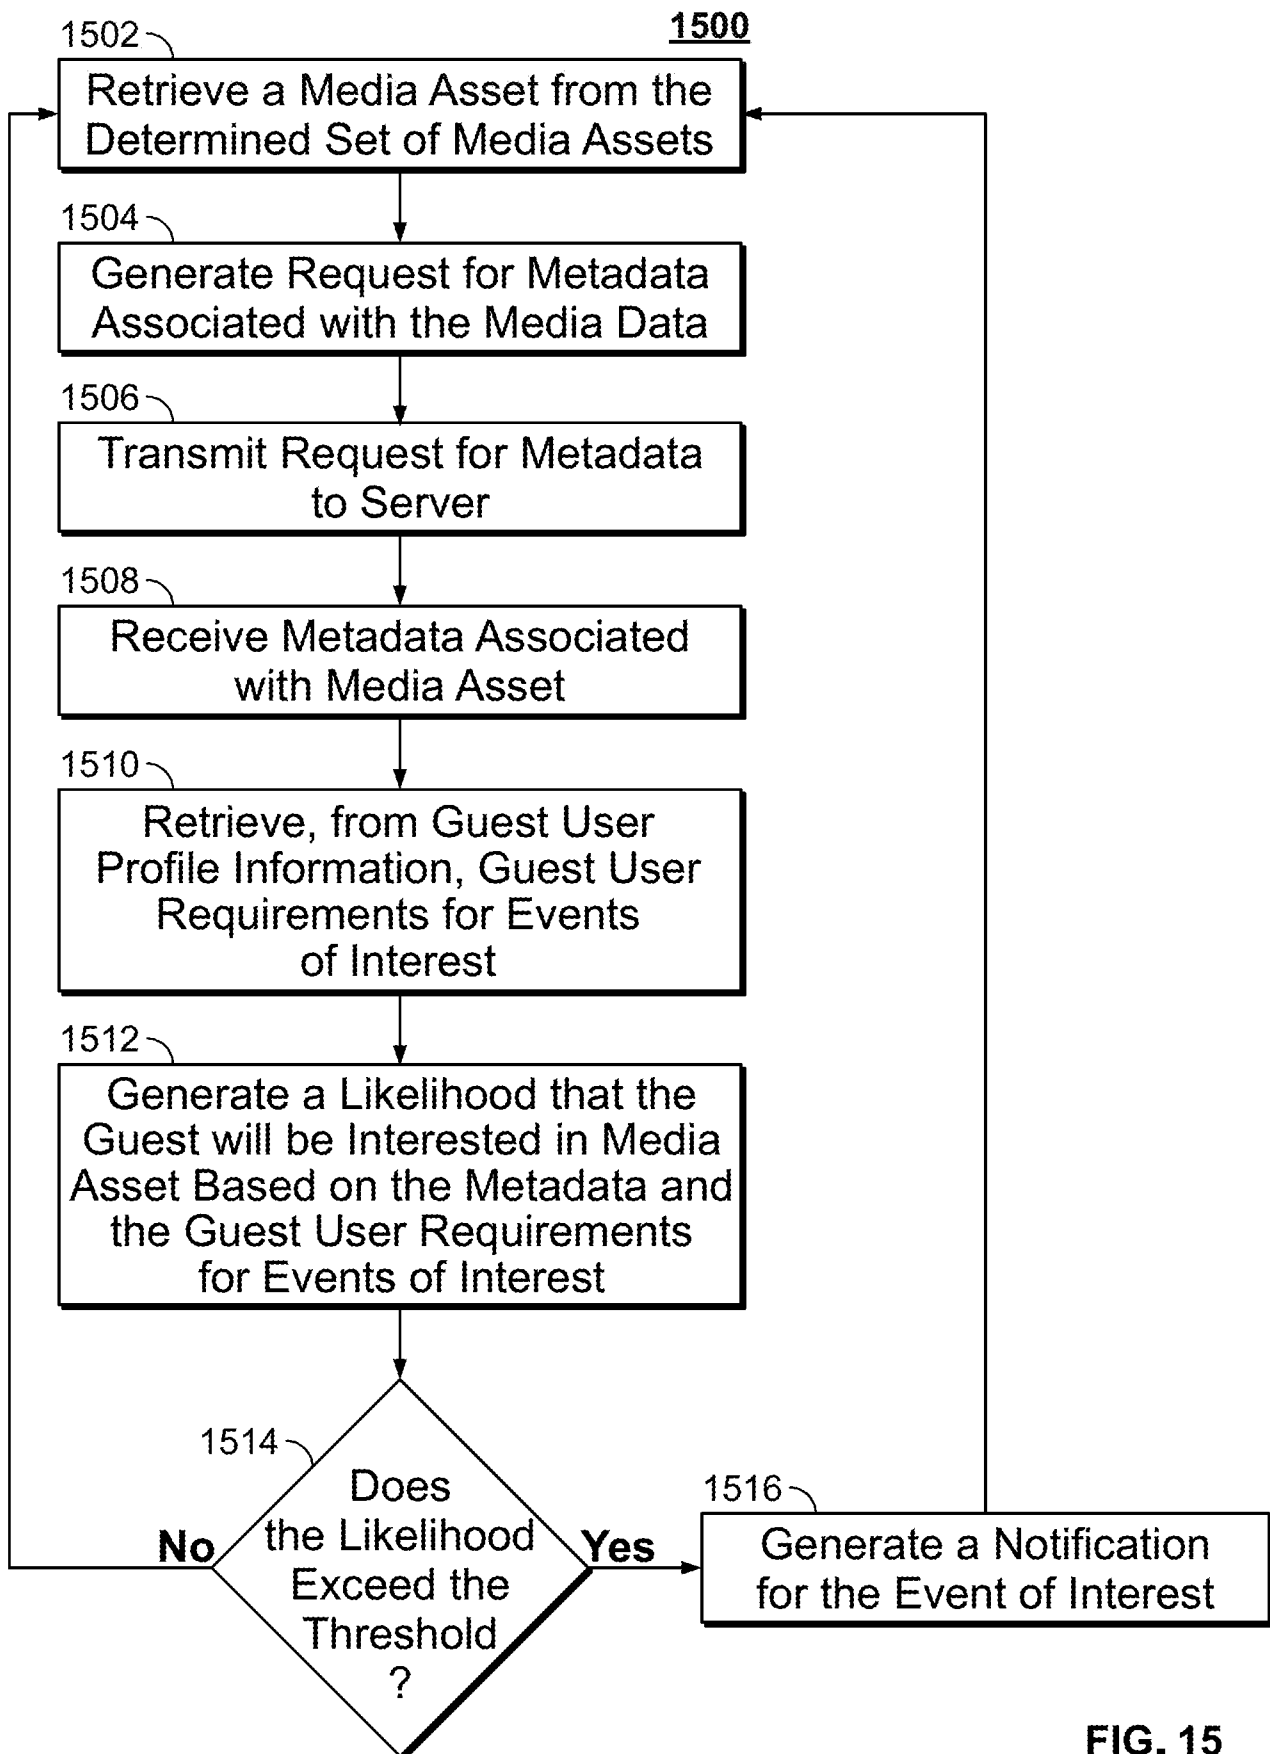 1500
1502
Retrieve a Media Asset from the
Determined Set of Media Assets
1504
Generate Request for Metadata
Associated with the Media Data
1506
Transmit Request for Metadata
to Server
1508
Receive Metadata Associated
with Media Asset
1510
Retrieve, from Guest User
Profile Information, Guest User
Requirements for Events
of Interest
1512
Generate a Likelihood that the
Guest will be Interested in Media
Asset Based on the Metadata and
the Guest User Requirements
for Events of Interest
1514
Does
the Likelihood
Exceed the
Threshold
?
No
Yes
1516
Generate a Notification
for the Event of Interest
FIG. 15